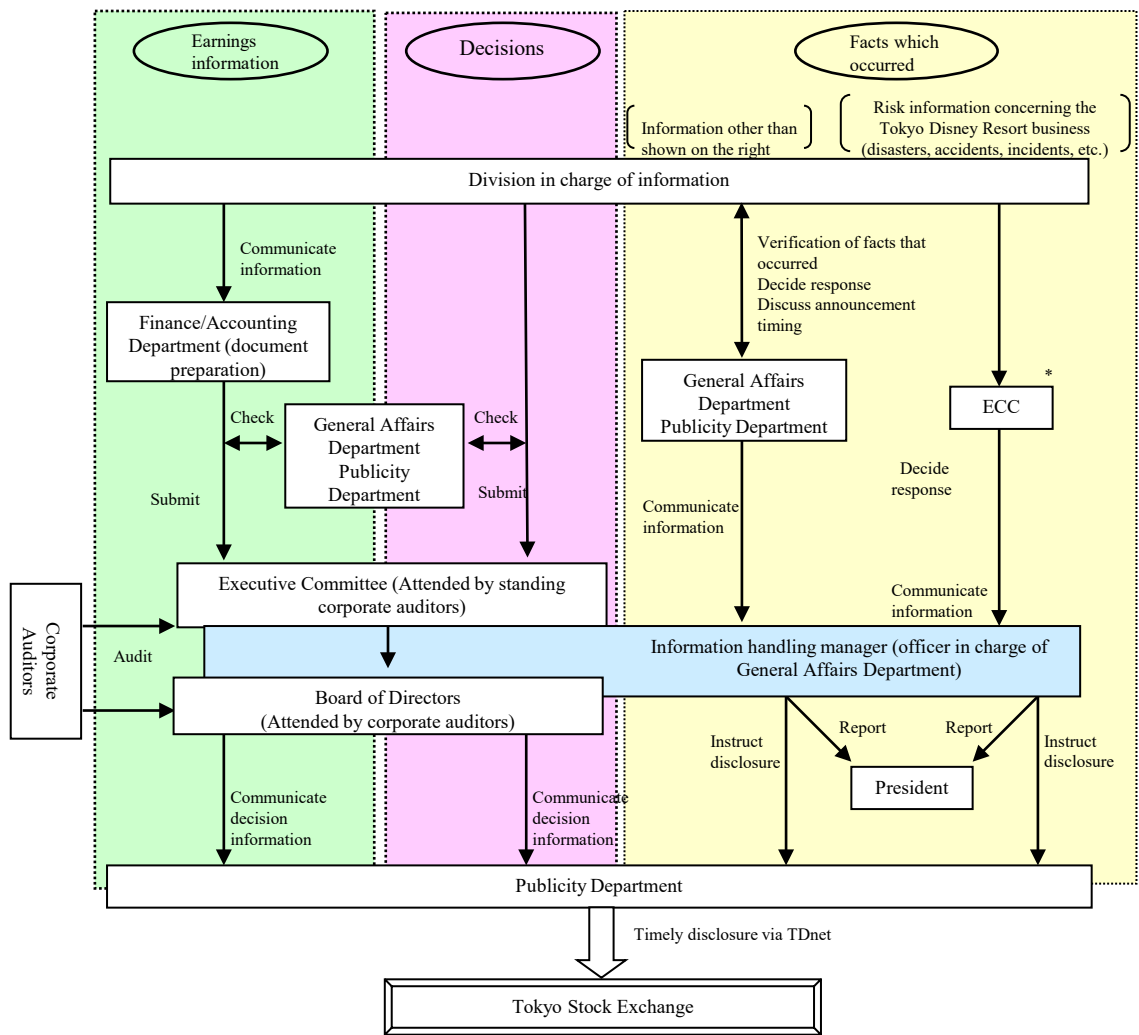 Earnings
information
Decisions
Facts which
occurred
Information other than
shown on the right
Risk information concerning the
Tokyo Disney Resort business
(disasters, accidents, incidents, etc.)
Division in charge of information
Communicate
information
Verification of facts that
occurred
Decide response
Discuss announcement
timing
Finance/Accounting
Department (document
preparation)
General Affairs
Department
Publicity Department
*
ECC
Check
General Affairs
Department
Publicity
Department
Check
Submit
Submit
Decide
response
Communicate
information
Communicate
information
Executive Committee (Attended by standing
corporate auditors)
Corporate
Auditors
Audit
Information handling manager (officer in charge of
General Affairs Department)
Board of Directors
(Attended by corporate auditors)
Instruct
disclosure
Report
Report
Instruct
disclosure
President
Communicate
decision
information
Communicate
decision
information
Publicity Department
Timely disclosure via TDnet
Tokyo Stock Exchange